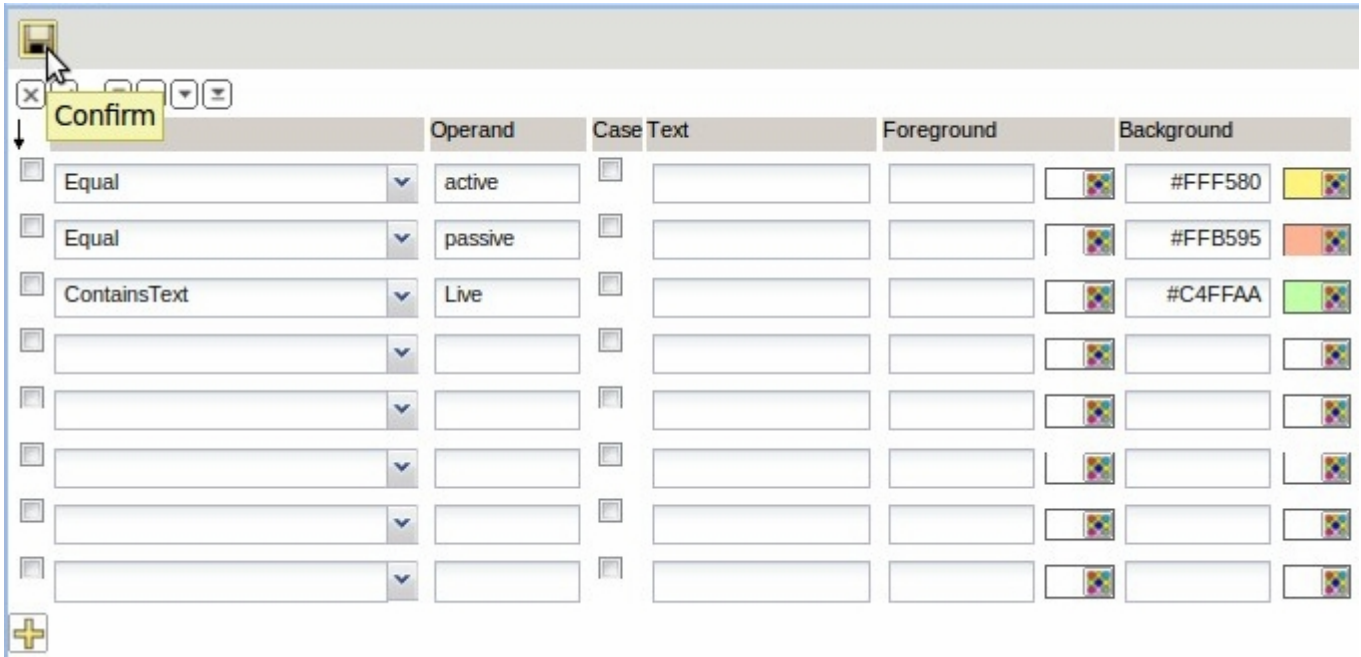 Confirm
Operand Case Text Foreground Background
Equal active #FFF580
Equal passive #FFB595
ContainsText Live #C4FFAA